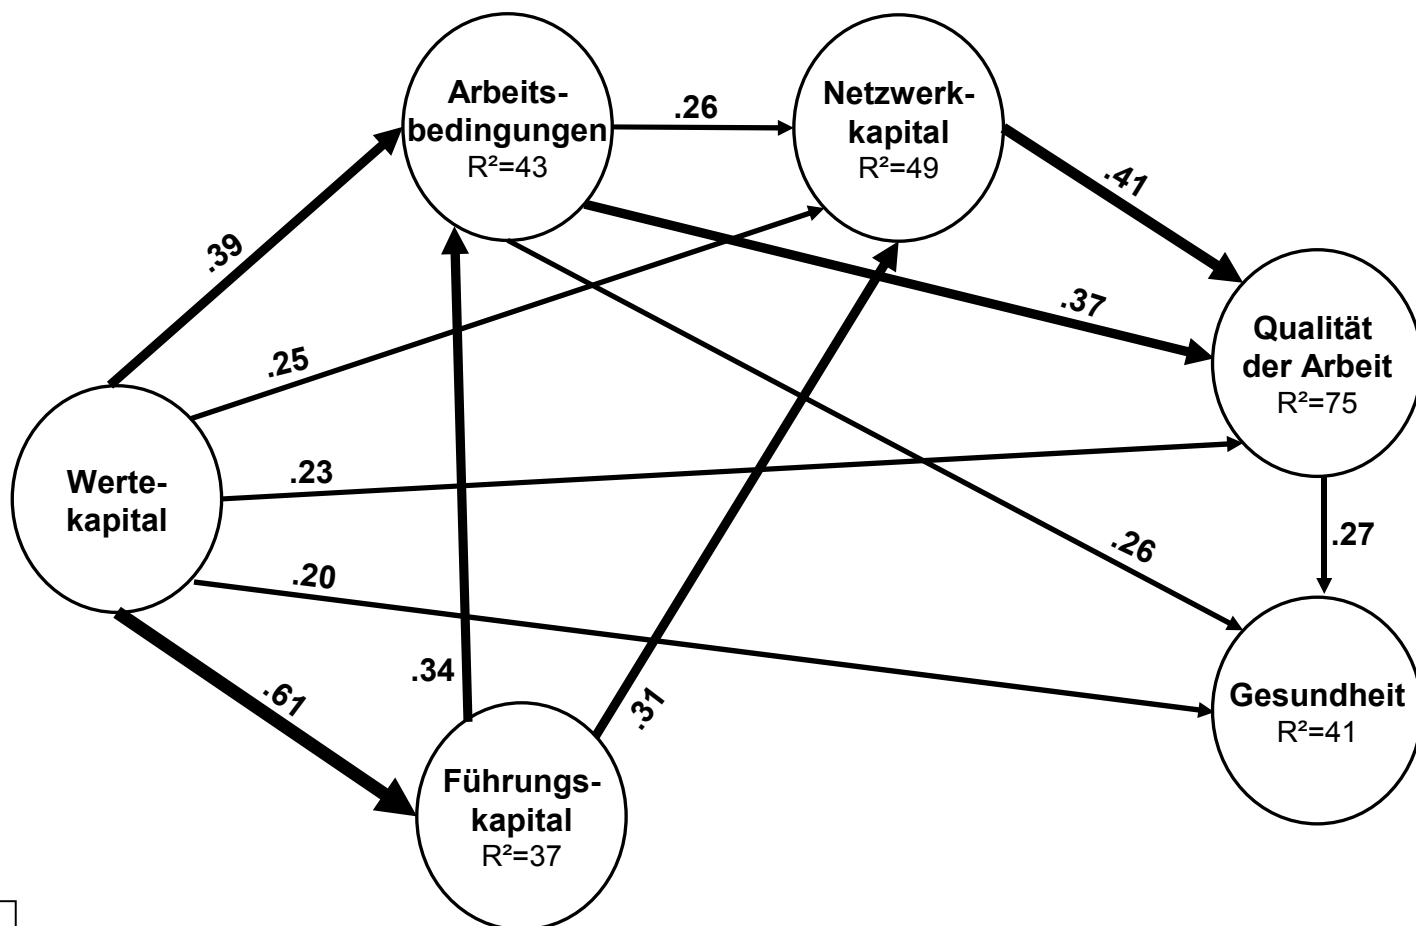 Arbeits-
bedingungen
R²=43
.26
Netzwerk-
kapital
R²=49
.41
.39
.37
.25
Qualität
der Arbeit
R²=75
Werte-
kapital
.23
.26
.27
.20
.61
.34
.31
Gesundheit
R²=41
Führungs-
kapital
R²=37